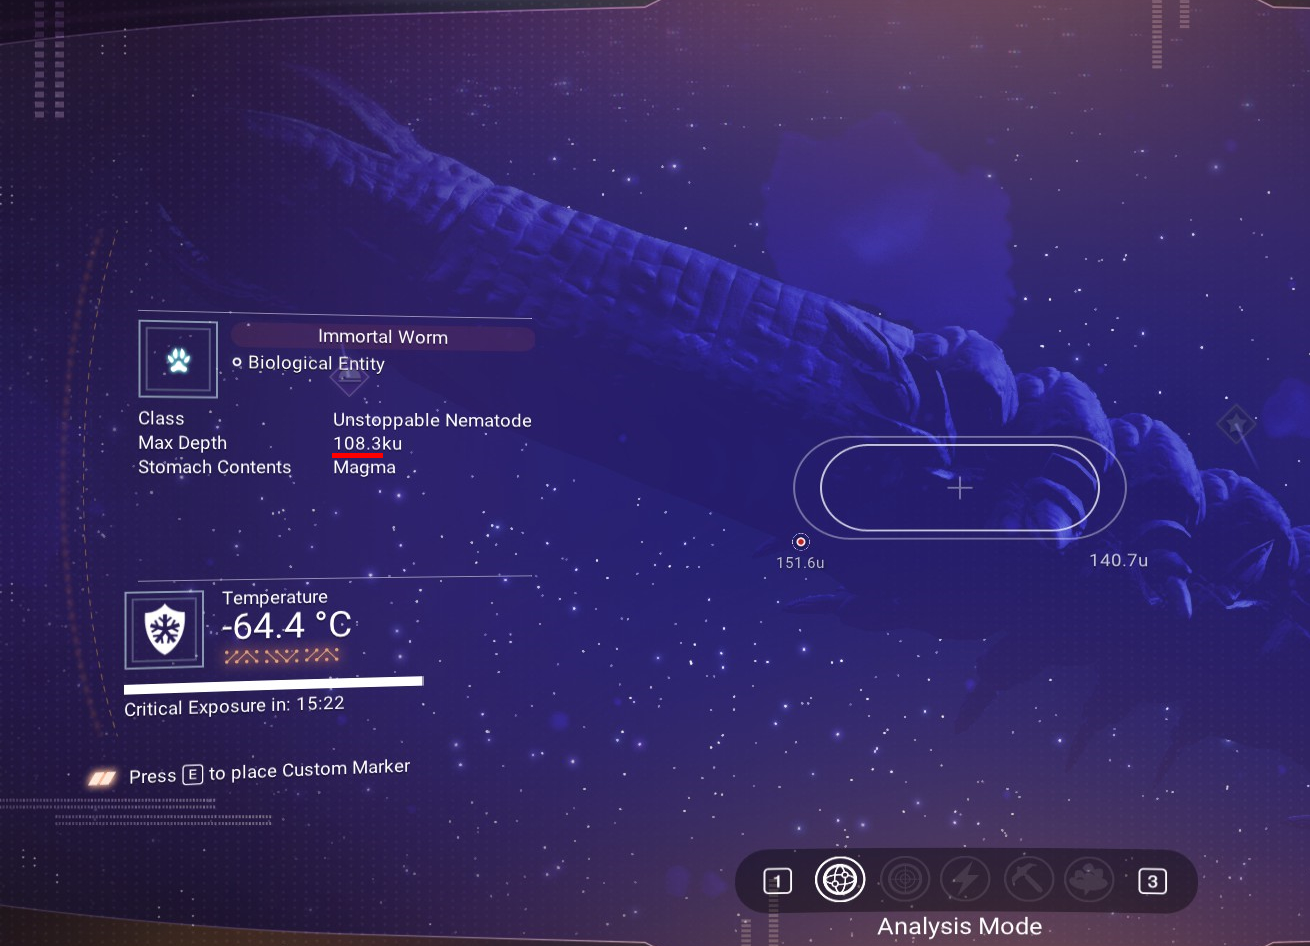 Immortal Worm
Biological Entity
Class Unstoppable Nematode
Max Depth 108.3ku
Stomach Contents Magma
151.6u
140.7u
Temperature
-64.4 °C
Critical Exposure in: 15:22
Press E to place Custom Marker
1 3
Analysis Mode